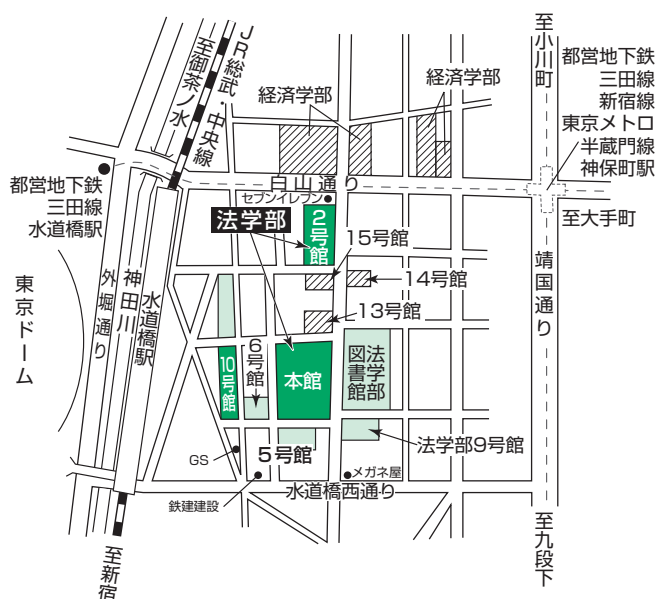 JR総武・中央線
至御茶ノ水
至小川町
都営地下鉄
三田線
新宿線
東京メトロ
半蔵門線
神保町駅
経済学部
経済学部
都営地下鉄
三田線
水道橋駅
白山通り
セブンイレブン
至大手町
法学部
2号館
15号館
14号館
13号館
靖国通り
東京ドーム
外堀通り
神田川
水道橋駅
10号館
6号館
本館
法学部
図書館
GS
5号館
法学部9号館
メガネ屋
鉄建建設
水道橋西通り
至新宿
至九段下